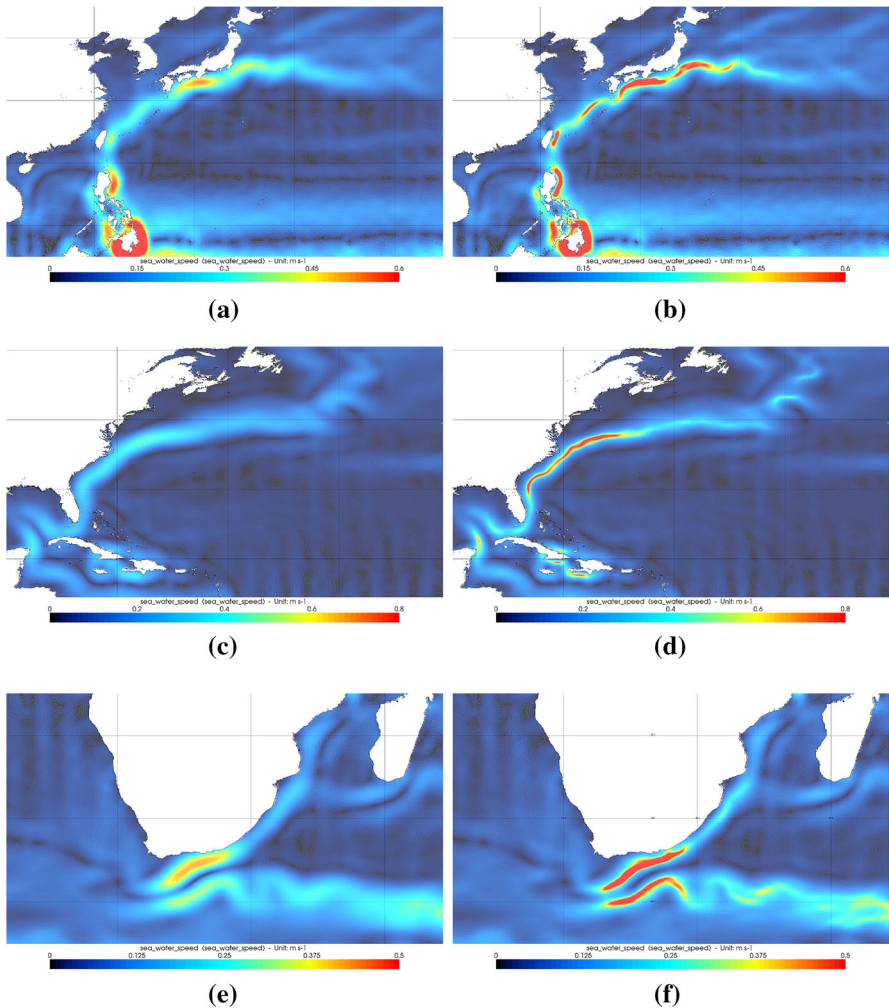 0 0.15 0.3 0.45 0.6
sea_water_speed (sea_water_speed) - Unit: m s-1
(a)
0 0.15 0.3 0.45 0.6
sea_water_speed (sea_water_speed) - Unit: m s-1
(b)
0 0.2 0.4 0.6 0.8
sea_water_speed (sea_water_speed) - Unit: m s-1
(c)
0 0.2 0.4 0.6 0.8
sea_water_speed (sea_water_speed) - Unit: m s-1
(d)
0 0.125 0.25 0.375 0.5
sea_water_speed (sea_water_speed) - Unit: m s-1
(e)
0 0.125 0.25 0.375 0.5
sea_water_speed (sea_water_speed) - Unit: m s-1
(f)